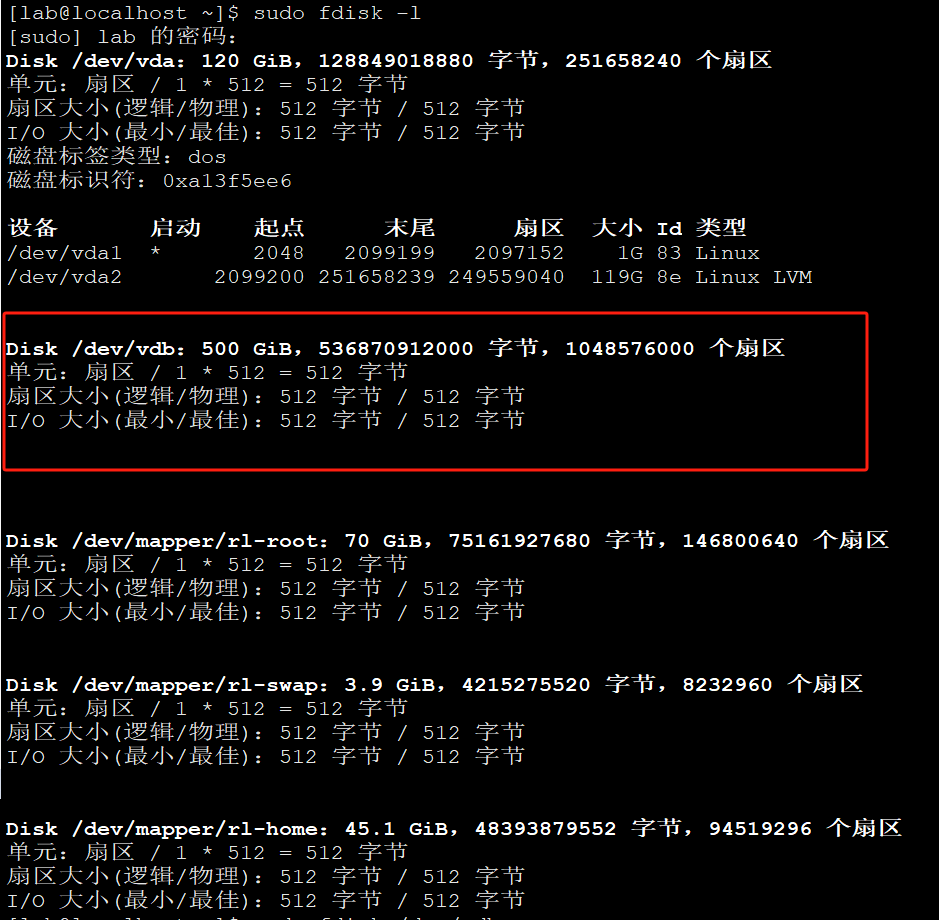 [lab@localhost ~]$ sudo fdisk -l
[sudo] lab 的密码：
Disk /dev/vda：120 GiB，128849018880 字节，251658240 个扇区
单元：扇区 / 1 * 512 = 512 字节
扇区大小(逻辑/物理)：512 字节 / 512 字节
I/O 大小(最小/最佳)：512 字节 / 512 字节
磁盘标签类型：dos
磁盘标识符：0xa13f5ee6
设备 启动 起点 末尾 扇区 大小 Id 类型
/dev/vda1 * 2048 2099199 2097152 1G 83 Linux
/dev/vda2 2099200 251658239 249559040 119G 8e Linux LVM
Disk /dev/vdb：500 GiB，536870912000 字节，1048576000 个扇区
单元：扇区 / 1 * 512 = 512 字节
扇区大小(逻辑/物理)：512 字节 / 512 字节
I/O 大小(最小/最佳)：512 字节 / 512 字节
Disk /dev/mapper/rl-root：70 GiB，75161927680 字节，146800640 个扇区
单元：扇区 / 1 * 512 = 512 字节
扇区大小(逻辑/物理)：512 字节 / 512 字节
I/O 大小(最小/最佳)：512 字节 / 512 字节
Disk /dev/mapper/rl-swap：3.9 GiB，4215275520 字节，8232960 个扇区
单元：扇区 / 1 * 512 = 512 字节
扇区大小(逻辑/物理)：512 字节 / 512 字节
I/O 大小(最小/最佳)：512 字节 / 512 字节
Disk /dev/mapper/rl-home：45.1 GiB，48393879552 字节，94519296 个扇区
单元：扇区 / 1 * 512 = 512 字节
扇区大小(逻辑/物理)：512 字节 / 512 字节
I/O 大小(最小/最佳)：512 字节 / 512 字节